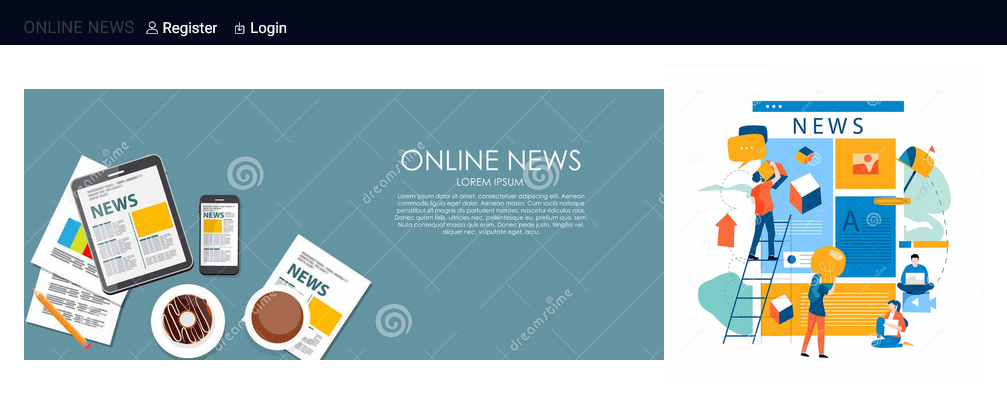 ONLINE NEWS Register Login
ONLINE NEWS
LOREM IPSUM
Lorem ipsum dolor sit amet, consectetuer adipiscing elit. Aenean
commodo ligula eget dolor. Aenean massa. Cum sociis natoque
penatibus et magnis dis parturient montes, nascetur ridiculus mus.
Donec quam felis, ultricies nec, pellentesque eu, pretium quis, sem.
Nulla consequat massa quis enim. Donec pede justo, fringilla vel,
aliquet nec, vulputate eget, arcu.
NEWS
NEWS
NEWS
dreamstime
dreamstime
dreamstime
dreamstime
NEWS
A